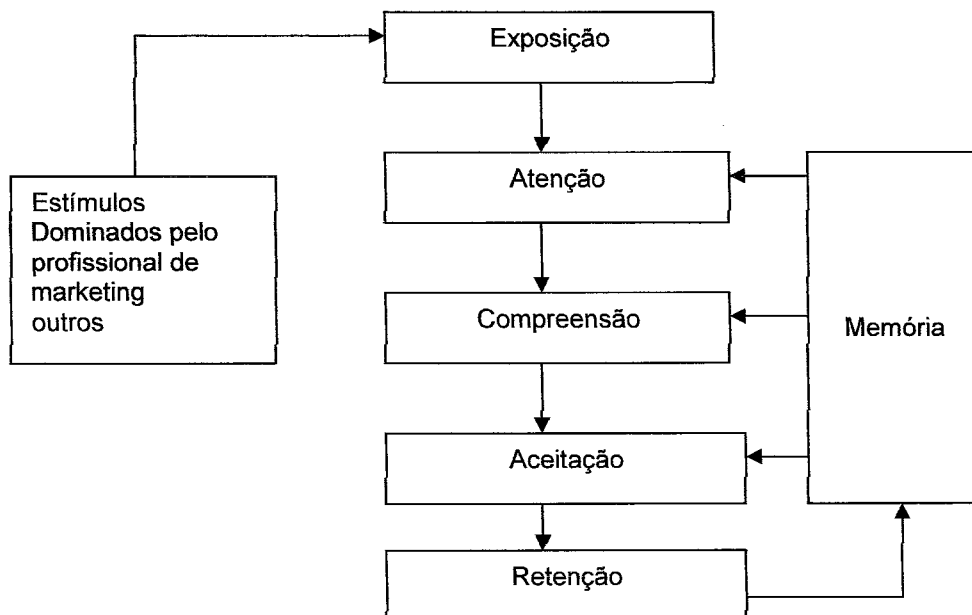 Exposição
Atenção
Estímulos
Dominados pelo
profissional de
marketing
outros
Compreensão
Memória
Aceitação
Retenção